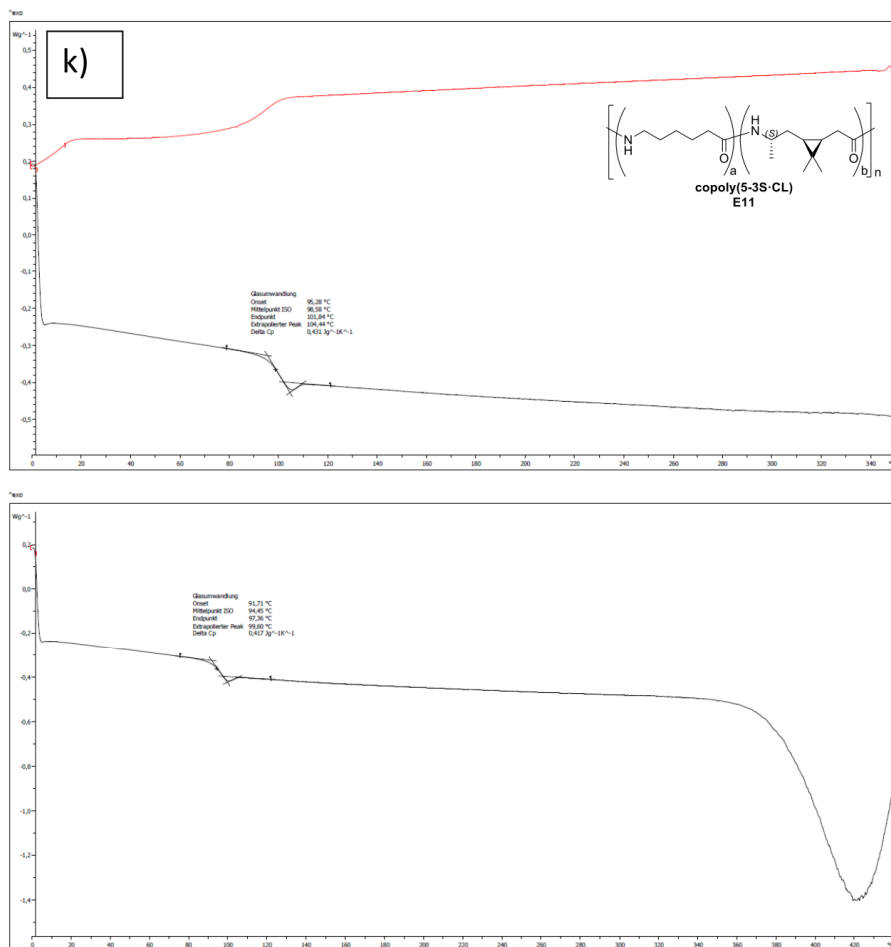 ^exo
Wg^-1
k)
0,5
0,4
0,3
0,2
0,1
0,0
-0,1
-0,2
-0,3
-0,4
-0,5
H
N
(S)
N
H
O
a
O
b
n
copoly(5-3S·CL)
E11
Glasumwandlung
Onset 95,28 °C
Mittelpunkt ISO 98,58 °C
Endpunkt 101,84 °C
Extrapolierter Peak 104,44 °C
Delta Cp 0,431 Jg^-1K^-1
0 20 40 60 80 100 120 140 160 180 200 220 240 260 280 300 320 340
^exo
Wg^-1
0,2
0,0
-0,2
-0,4
-0,6
-0,8
-1,0
-1,2
-1,4
Glasumwandlung
Onset 91,71 °C
Mittelpunkt ISO 94,45 °C
Endpunkt 97,36 °C
Extrapolierter Peak 99,60 °C
Delta Cp 0,417 Jg^-1K^-1
0 20 40 60 80 100 120 140 160 180 200 220 240 260 280 300 320 340 360 380 400 420